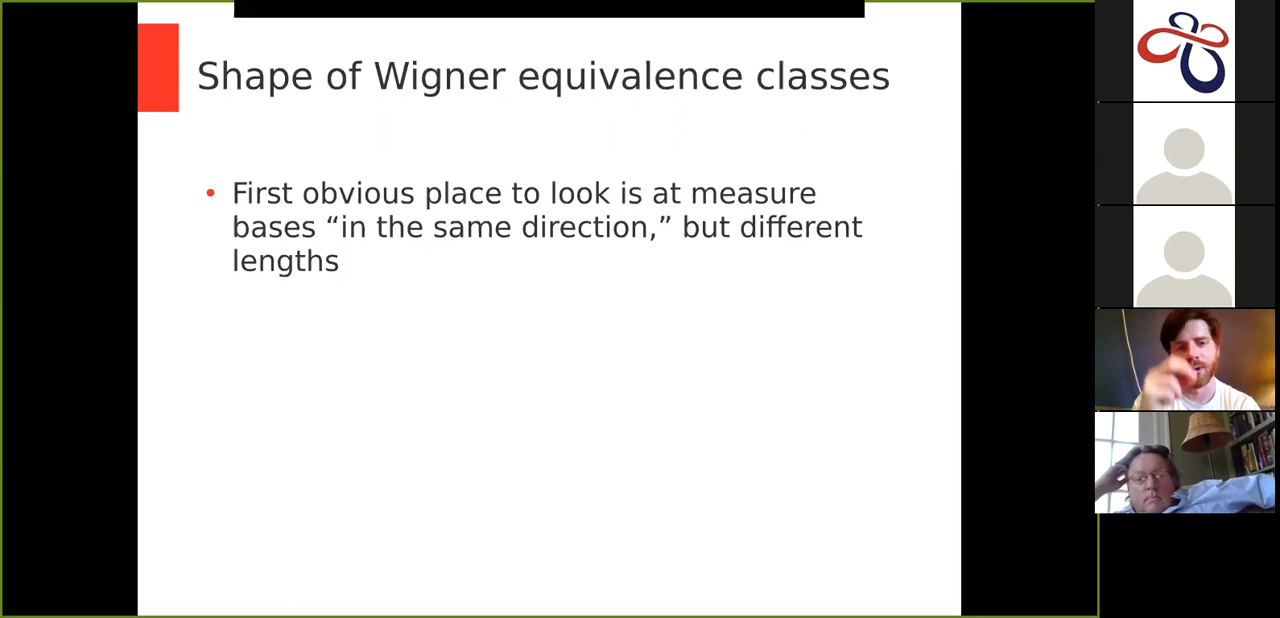 Shape of Wigner equivalence classes
First obvious place to look is at measure
bases “in the same direction,” but different
lengths